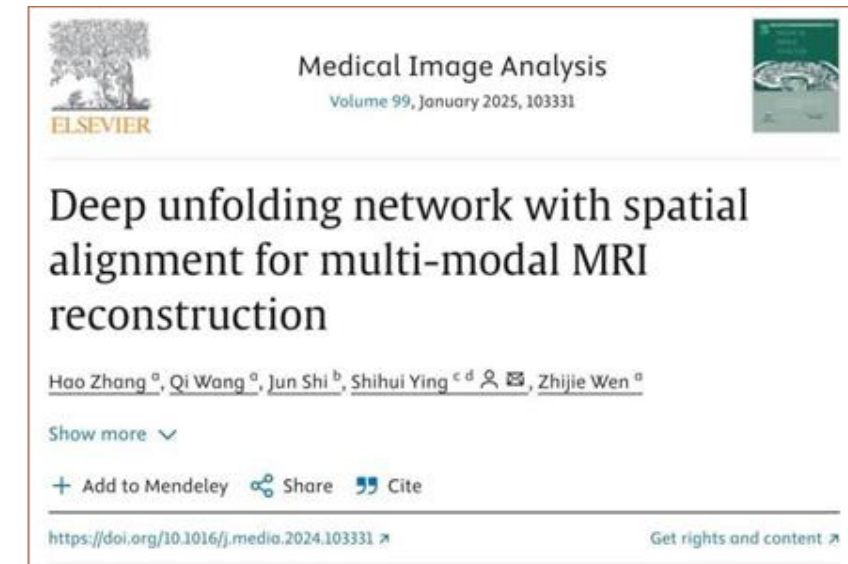 Medical Image Analysis
Volume 99, January 2025, 103331
ELSEVIER
Deep unfolding network with spatial
alignment for multi-modal MRI
reconstruction
Hao Zhang a, Qi Wang a, Jun Shi b, Shihui Ying c d, Zhijie Wen a
Show more
+ Add to Mendeley Share Cite
https://doi.org/10.1016/j.media.2024.103331 Get rights and content